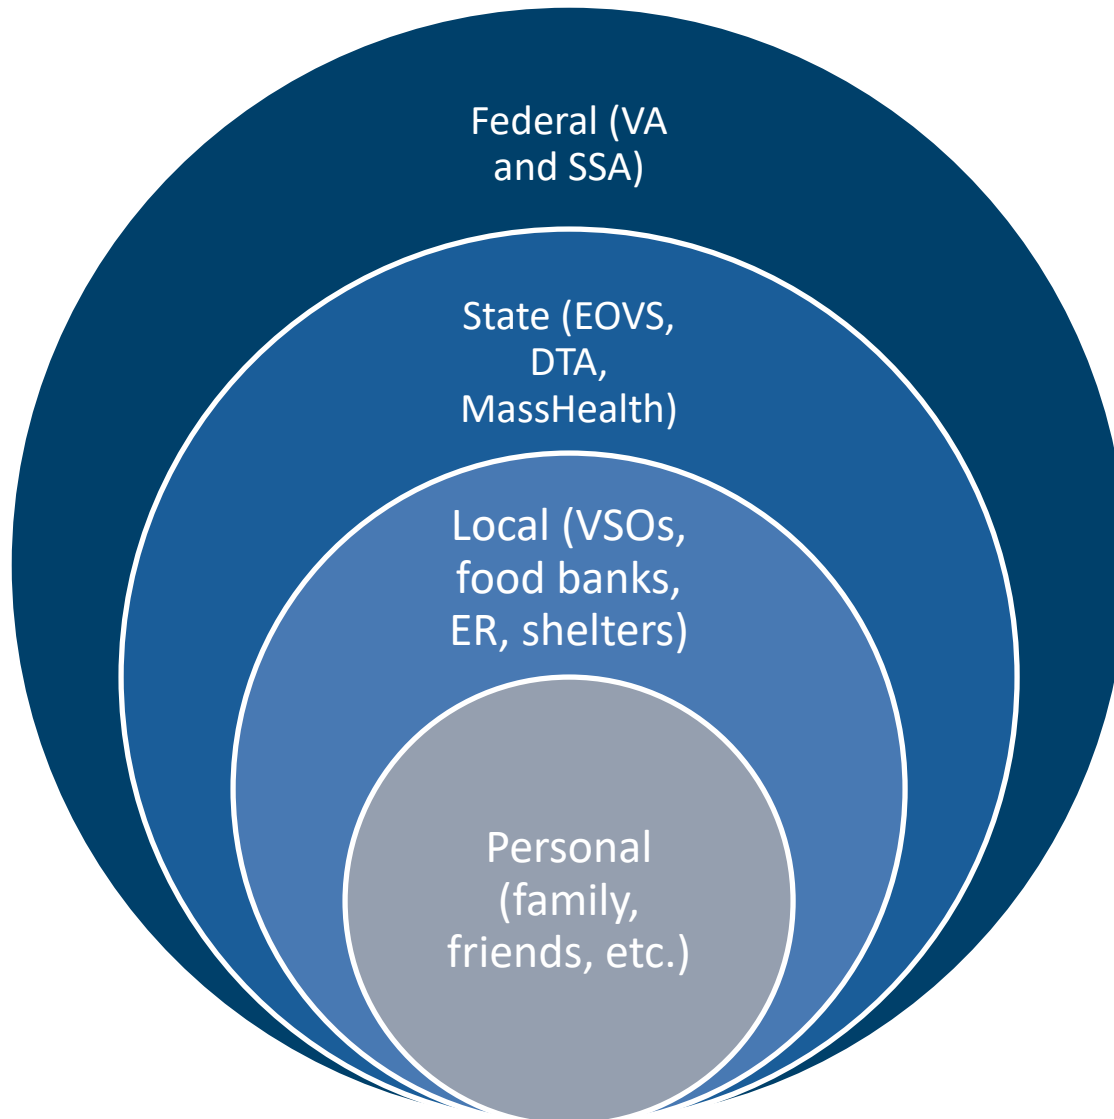 Federal (VA
and SSA)
State (EOVS,
DTA,
MassHealth)
Local (VSOs,
food banks,
ER, shelters)
Personal
(family,
friends, etc.)